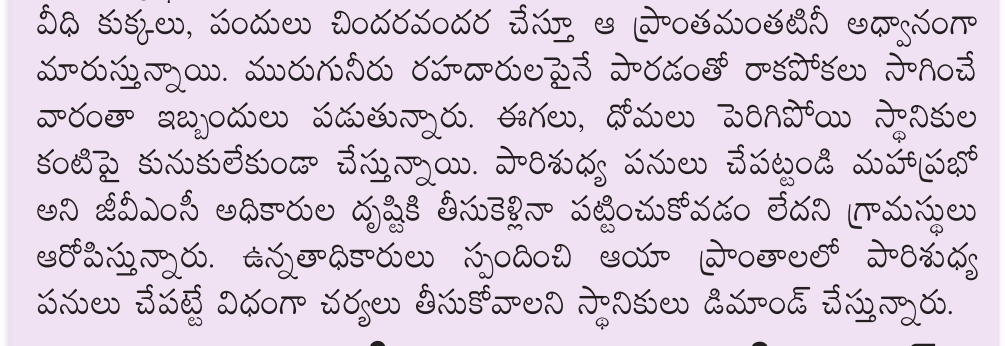 వీధి కుక్కలు, పందులు చిందరవందర చేస్తూ ఆ ప్రాంతమంతటినీ అధ్వానంగా
మారుస్తున్నాయి. మురుగునీరు రహదారులపైనే పారడంతో రాకపోకలు సాగించే
వారంతా ఇబ్బందులు పడుతున్నారు. ఈగలు, ధోమలు పెరిగిపోయి స్థానికుల
కంటిపై కునుకులేకుండా చేస్తున్నాయి. పారిశుధ్య పనులు చేపట్టండి మహాప్రభో
అని జీవీఎంసీ అధికారుల దృష్టికి తీసుకెళ్లినా పట్టించుకోవడం లేదని గ్రామస్థులు
ఆరోపిస్తున్నారు. ఉన్నతాధికారులు స్పందించి ఆయా ప్రాంతాలలో పారిశుధ్య
పనులు చేపట్టే విధంగా చర్యలు తీసుకోవాలని స్థానికులు డిమాండ్ చేస్తున్నారు.